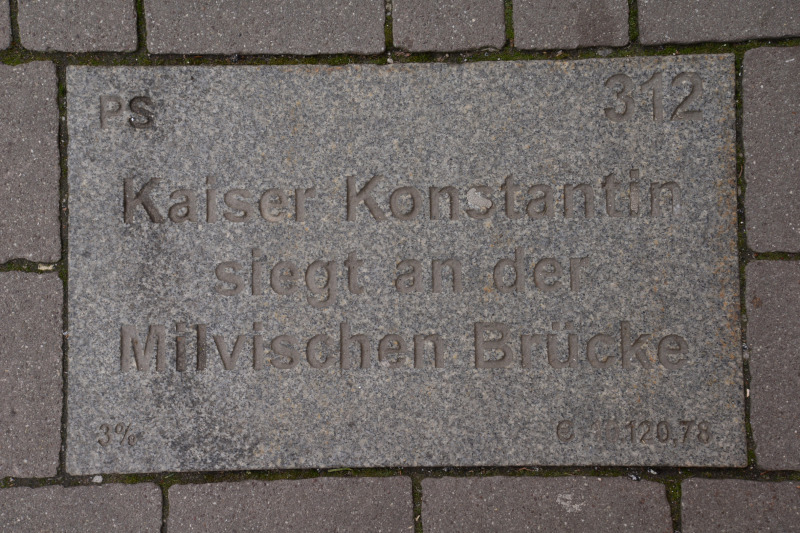 PS 312
Kaiser Konstantin
siegt an der
Milvischen Brücke
3% e 120,78